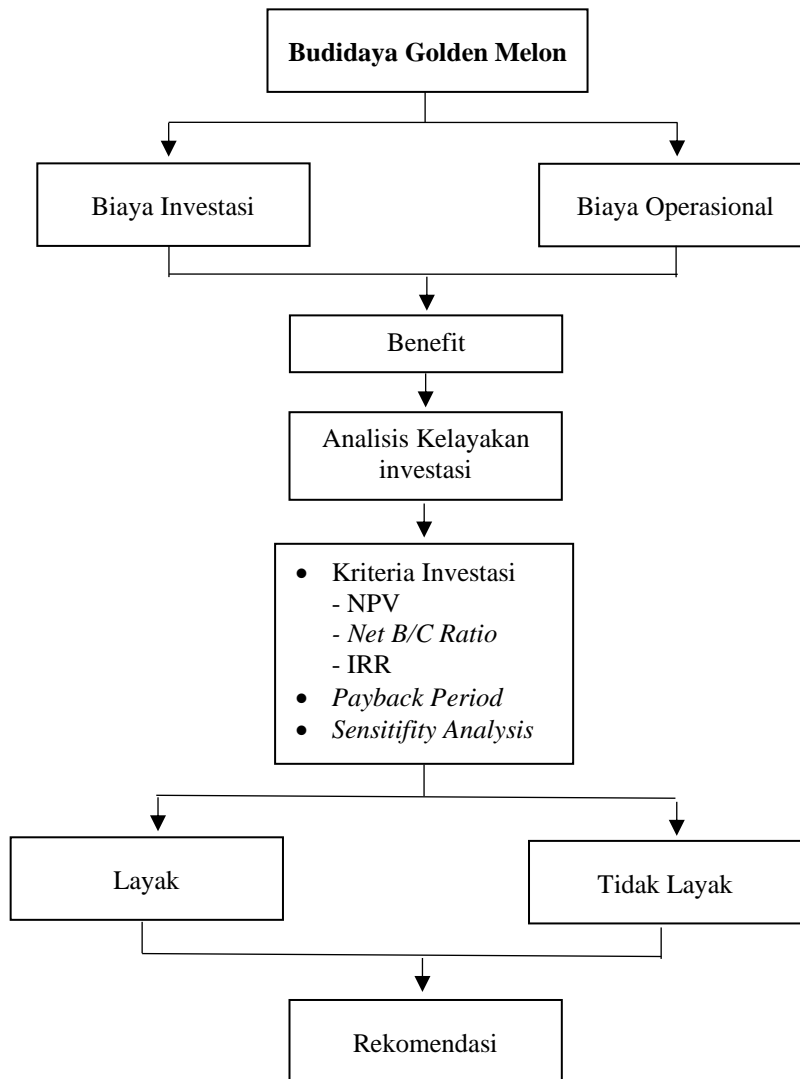 Budidaya Golden Melon
Biaya Investasi
Biaya Operasional
Benefit
Analisis Kelayakan
investasi
• Kriteria Investasi
- NPV
- Net B/C Ratio
- IRR
• Payback Period
• Sensitifity Analysis
Layak
Tidak Layak
Rekomendasi